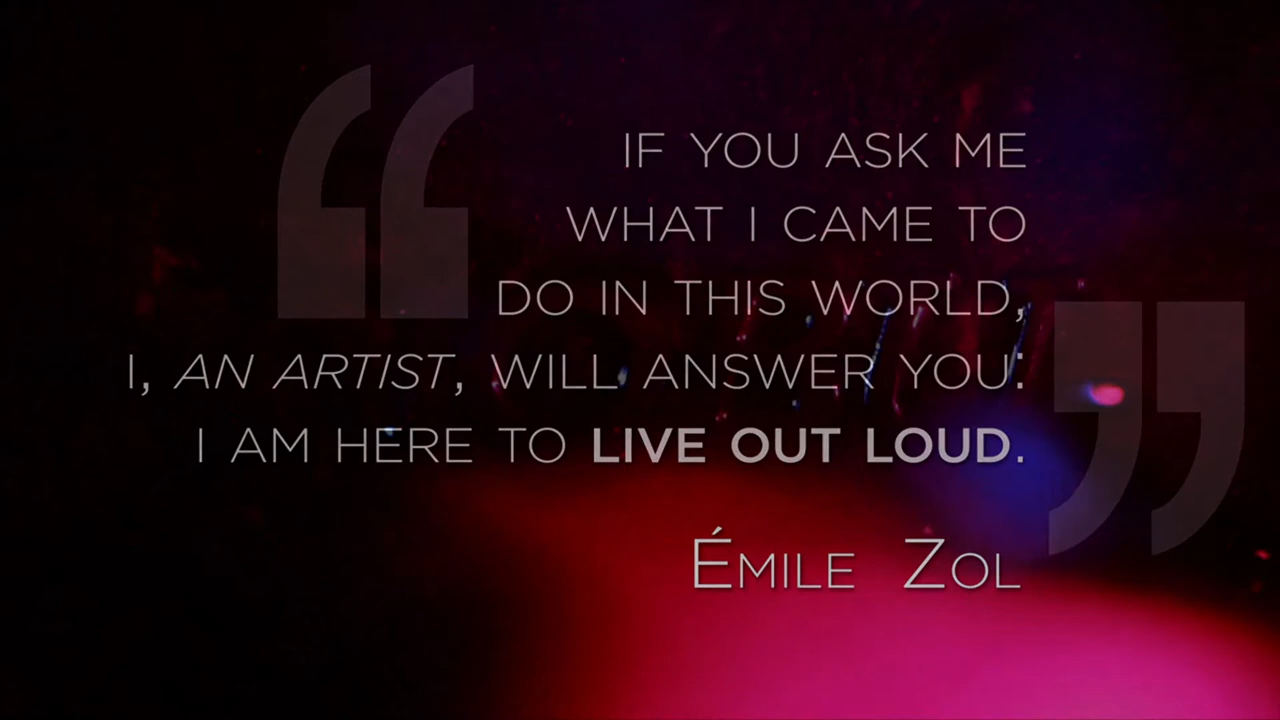 IF YOU ASK ME
WHAT I CAME TO
DO IN THIS WORLD,
I, AN ARTIST, WILL ANSWER YOU:
I AM HERE TO LIVE OUT LOUD.
ÉMILE ZOL